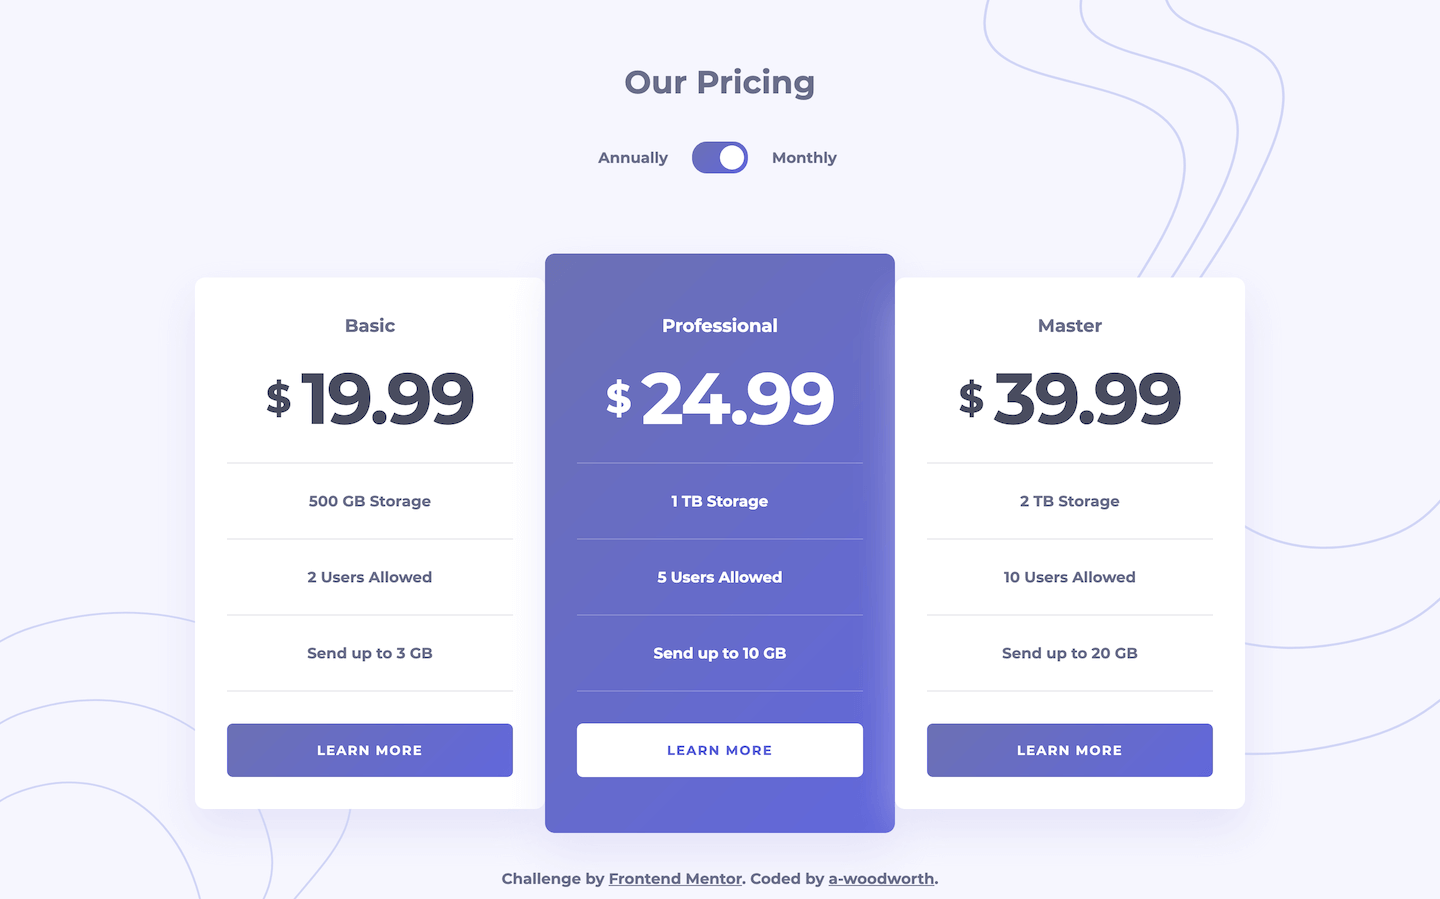 Our Pricing
Annually
Monthly
Basic
$ 19.99
500 GB Storage
2 Users Allowed
Send up to 3 GB
LEARN MORE
Professional
$ 24.99
1 TB Storage
5 Users Allowed
Send up to 10 GB
LEARN MORE
Master
$ 39.99
2 TB Storage
10 Users Allowed
Send up to 20 GB
LEARN MORE
Challenge by Frontend Mentor. Coded by a-woodworth.